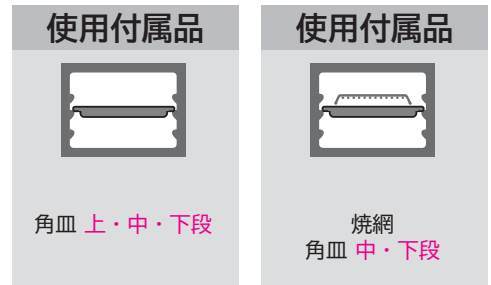 使用付属品
角皿 上・中・下段
使用付属品
焼網
角皿 中・下段